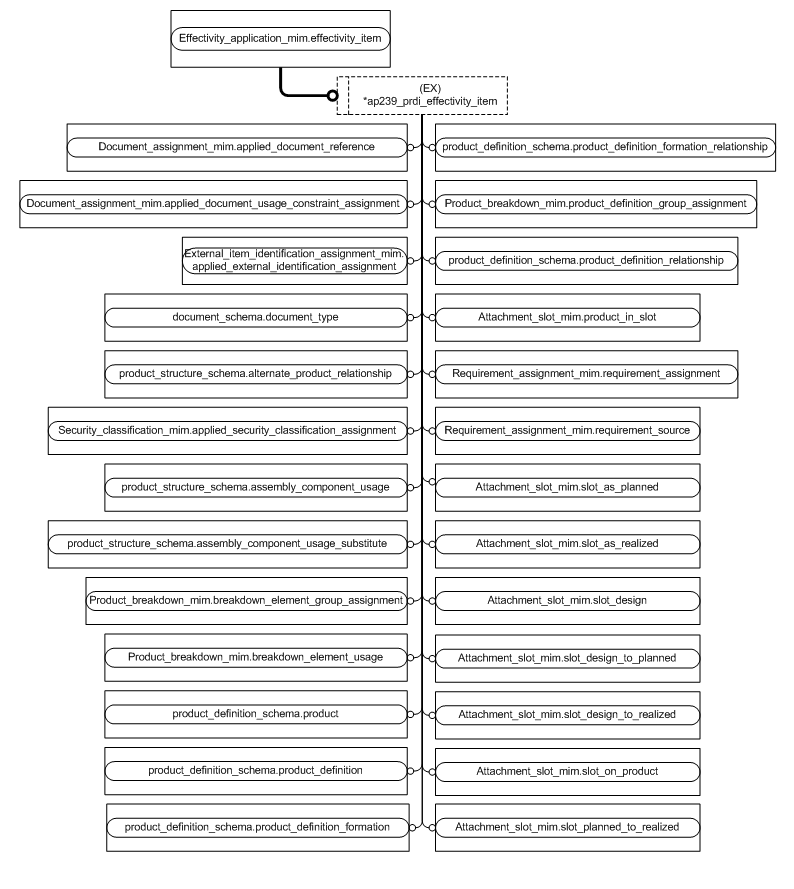 Effectivity_application_mim.effectivity_item
(EX)
*ap239_prdi_effectivity_item
Document_assignment_mim.applied_document_reference
product_definition_schema.product_definition_formation_relationship
Document_assignment_mim.applied_document_usage_constraint_assignment
Product_breakdown_mim.product_definition_group_assignment
External_item_identification_assignment_mim.
applied_external_identification_assignment
product_definition_schema.product_definition_relationship
document_schema.document_type
Attachment_slot_mim.product_in_slot
product_structure_schema.alternate_product_relationship
Requirement_assignment_mim.requirement_assignment
Security_classification_mim.applied_security_classification_assignment
Requirement_assignment_mim.requirement_source
product_structure_schema.assembly_component_usage
Attachment_slot_mim.slot_as_planned
product_structure_schema.assembly_component_usage_substitute
Attachment_slot_mim.slot_as_realized
Product_breakdown_mim.breakdown_element_group_assignment
Attachment_slot_mim.slot_design
Product_breakdown_mim.breakdown_element_usage
Attachment_slot_mim.slot_design_to_planned
product_definition_schema.product
Attachment_slot_mim.slot_design_to_realized
product_definition_schema.product_definition
Attachment_slot_mim.slot_on_product
product_definition_schema.product_definition_formation
Attachment_slot_mim.slot_planned_to_realized